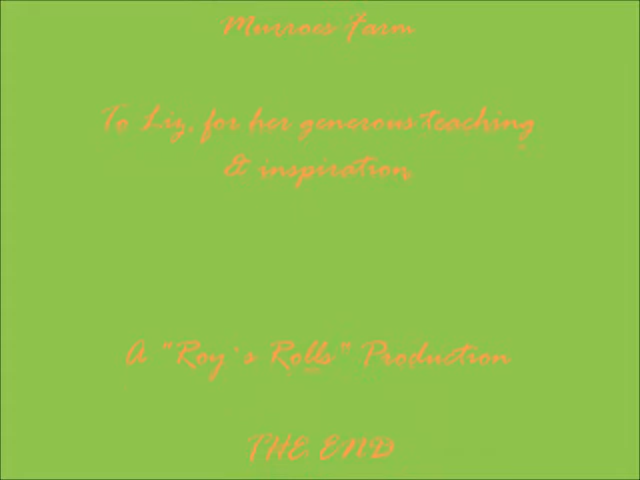 Munroes Farm
To Liz, for her generous teaching
& inspiration
A "Roy's Rolls" Production
THE END